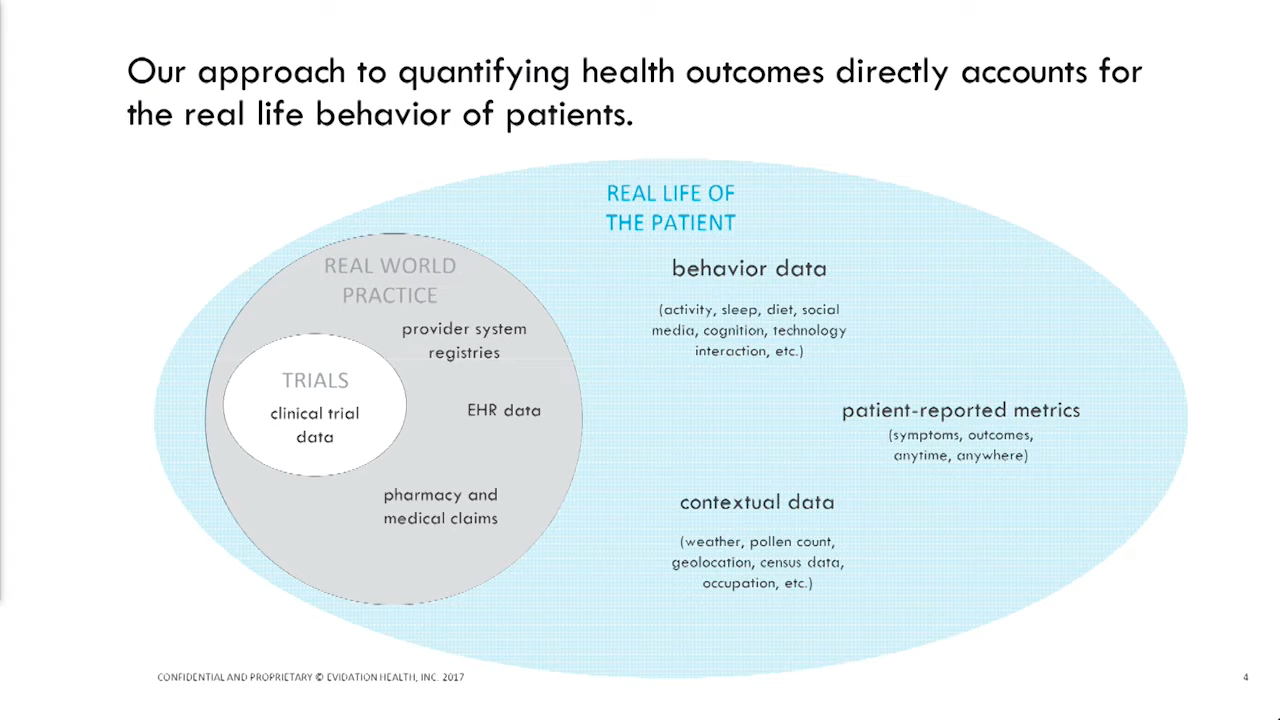 Our approach to quantifying health outcomes directly accounts for
the real life behavior of patients.
REAL LIFE OF
THE PATIENT
REAL WORLD
PRACTICE
provider system
registries
TRIALS
clinical trial
data
EHR data
pharmacy and
medical claims
behavior data
(activity, sleep, diet, social
media, cognition, technology
interaction, etc.)
patient-reported metrics
(symptoms, outcomes,
anytime, anywhere)
contextual data
(weather, pollen count,
geolocation, census data,
occupation, etc.)
CONFIDENTIAL AND PROPRIETARY © EVIDATION HEALTH, INC. 2017
4